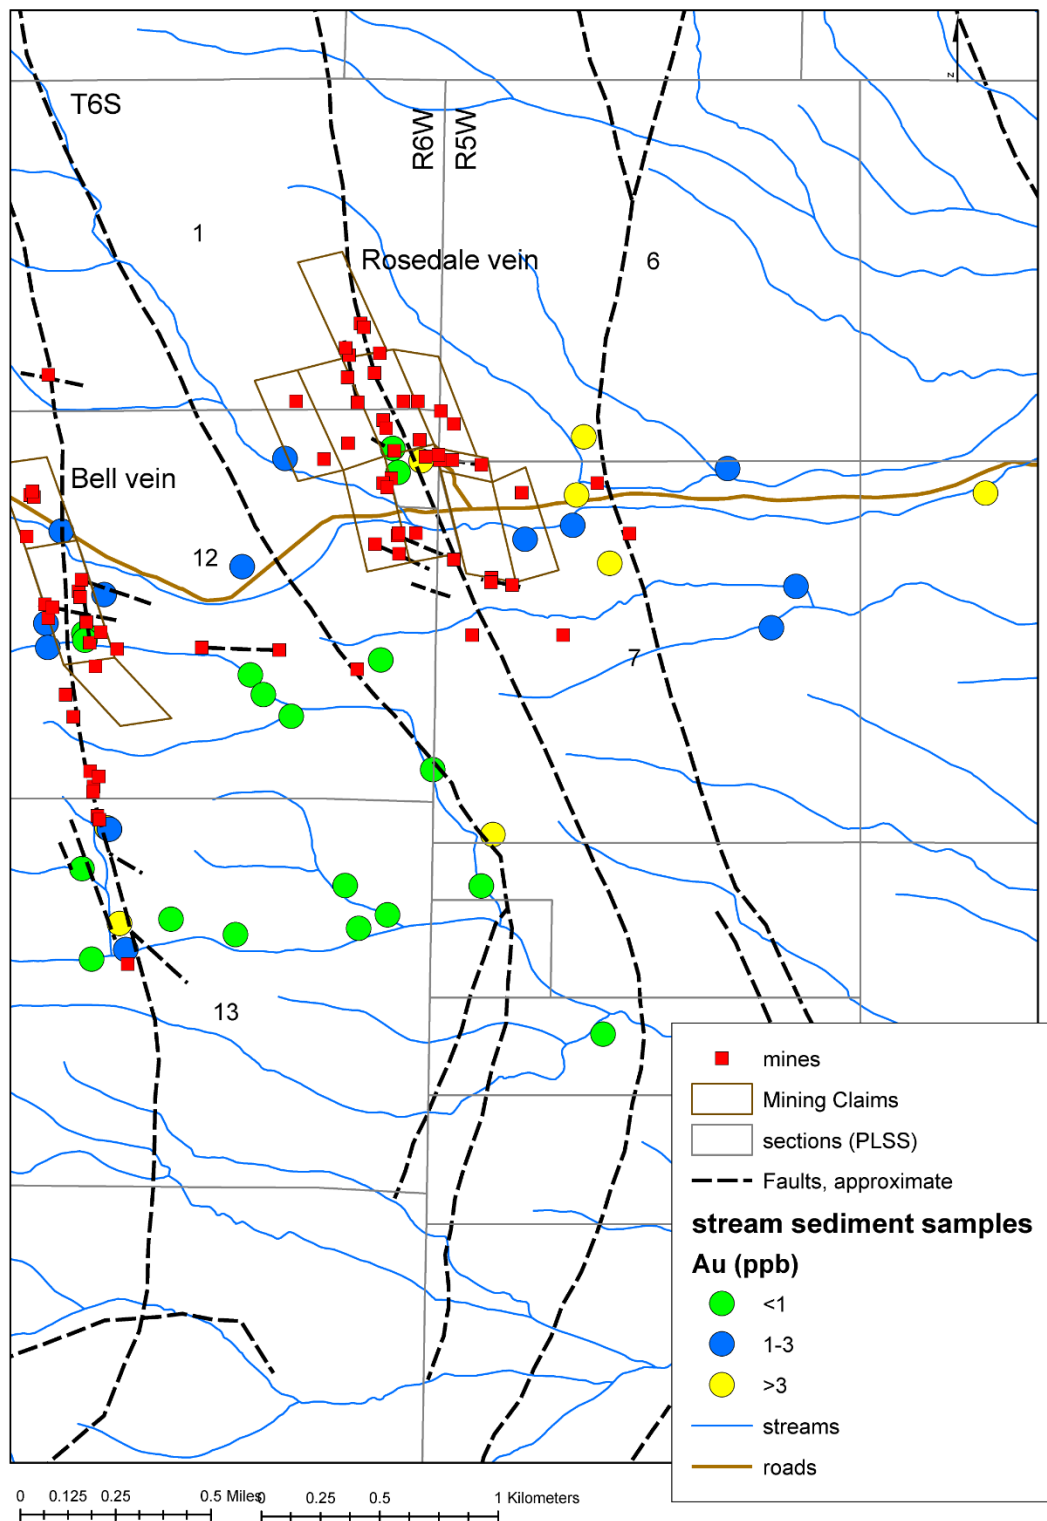 z
T6S
R6W
R5W
1
Rosedale vein
6
Bell vein
12
7
13
mines
Mining Claims
sections (PLSS)
Faults, approximate
stream sediment samples
Au (ppb)
<1
1-3
>3
streams
roads
0 0.125 0.25 0.5 Miles
0 0.25 0.5 1 Kilometers